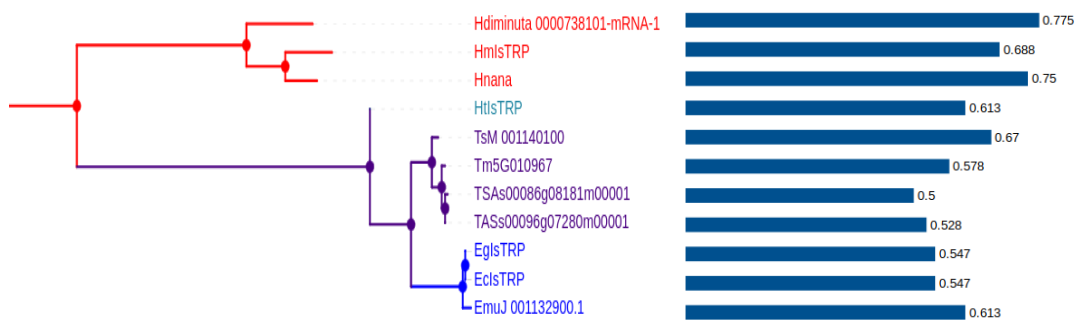 Hdiminuta 0000738101-mRNA-1 0.775
HmIsTRP 0.688
Hnana 0.75
HtIsTRP 0.613
TsM 001140100 0.67
Tm5G010967 0.578
TSAs00086g08181m00001 0.5
TASs00096g07280m00001 0.528
EgIsTRP 0.547
EcIsTRP 0.547
EmuJ 001132900.1 0.613